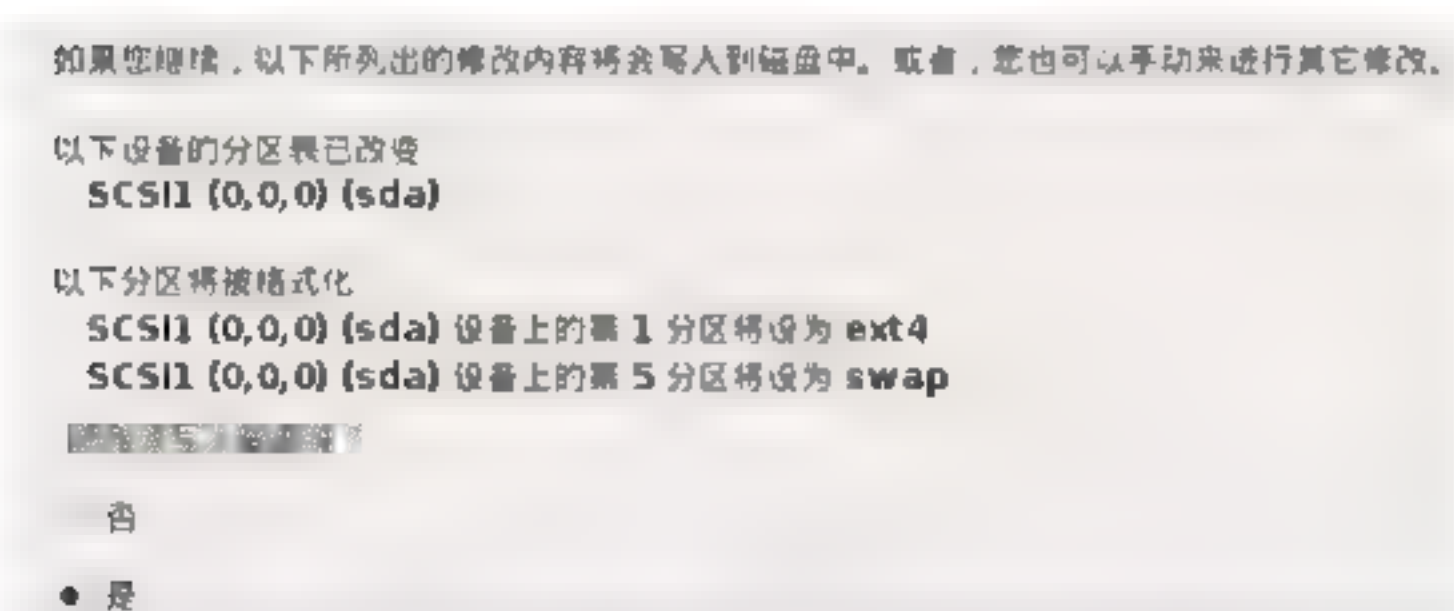 如果您继续，以下所列出的修改内容将会写入到磁盘中。或者，您也可以手动来进行其它修改。
以下设备的分区表已改变
SCSI1 (0,0,0) (sda)
以下分区将被格式化
SCSI1 (0,0,0) (sda) 设备上的第 1 分区将设为 ext4
SCSI1 (0,0,0) (sda) 设备上的第 5 分区将设为 swap
否
是